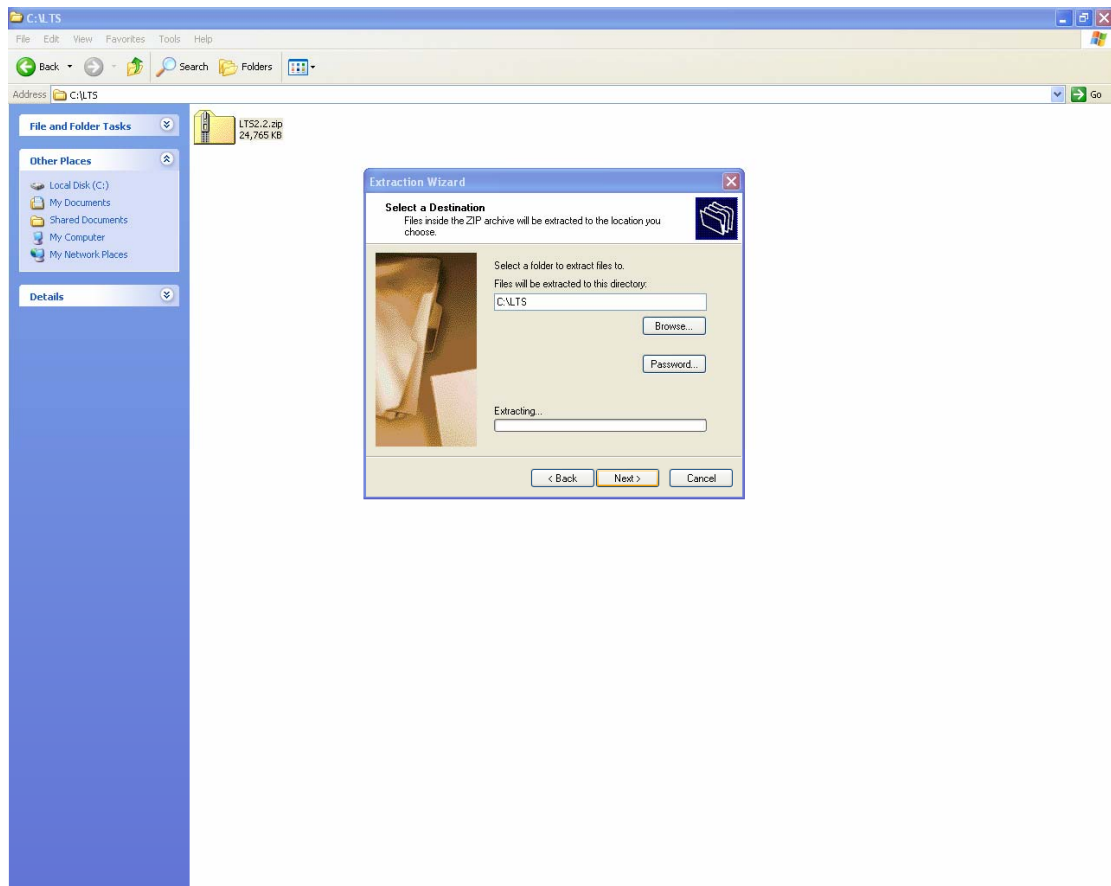 C:\LTS
File Edit View Favorites Tools Help
Back Search Folders
Address C:\LTS Go
File and Folder Tasks
Other Places
Local Disk (C:)
My Documents
Shared Documents
My Computer
My Network Places
Details
LTS2.2.zip
24,765 KB
Extraction Wizard
Select a Destination
Files inside the ZIP archive will be extracted to the location you
choose.
Select a folder to extract files to.
Files will be extracted to this directory:
C:\LTS
Browse...
Password...
Extracting...
< Back Next > Cancel